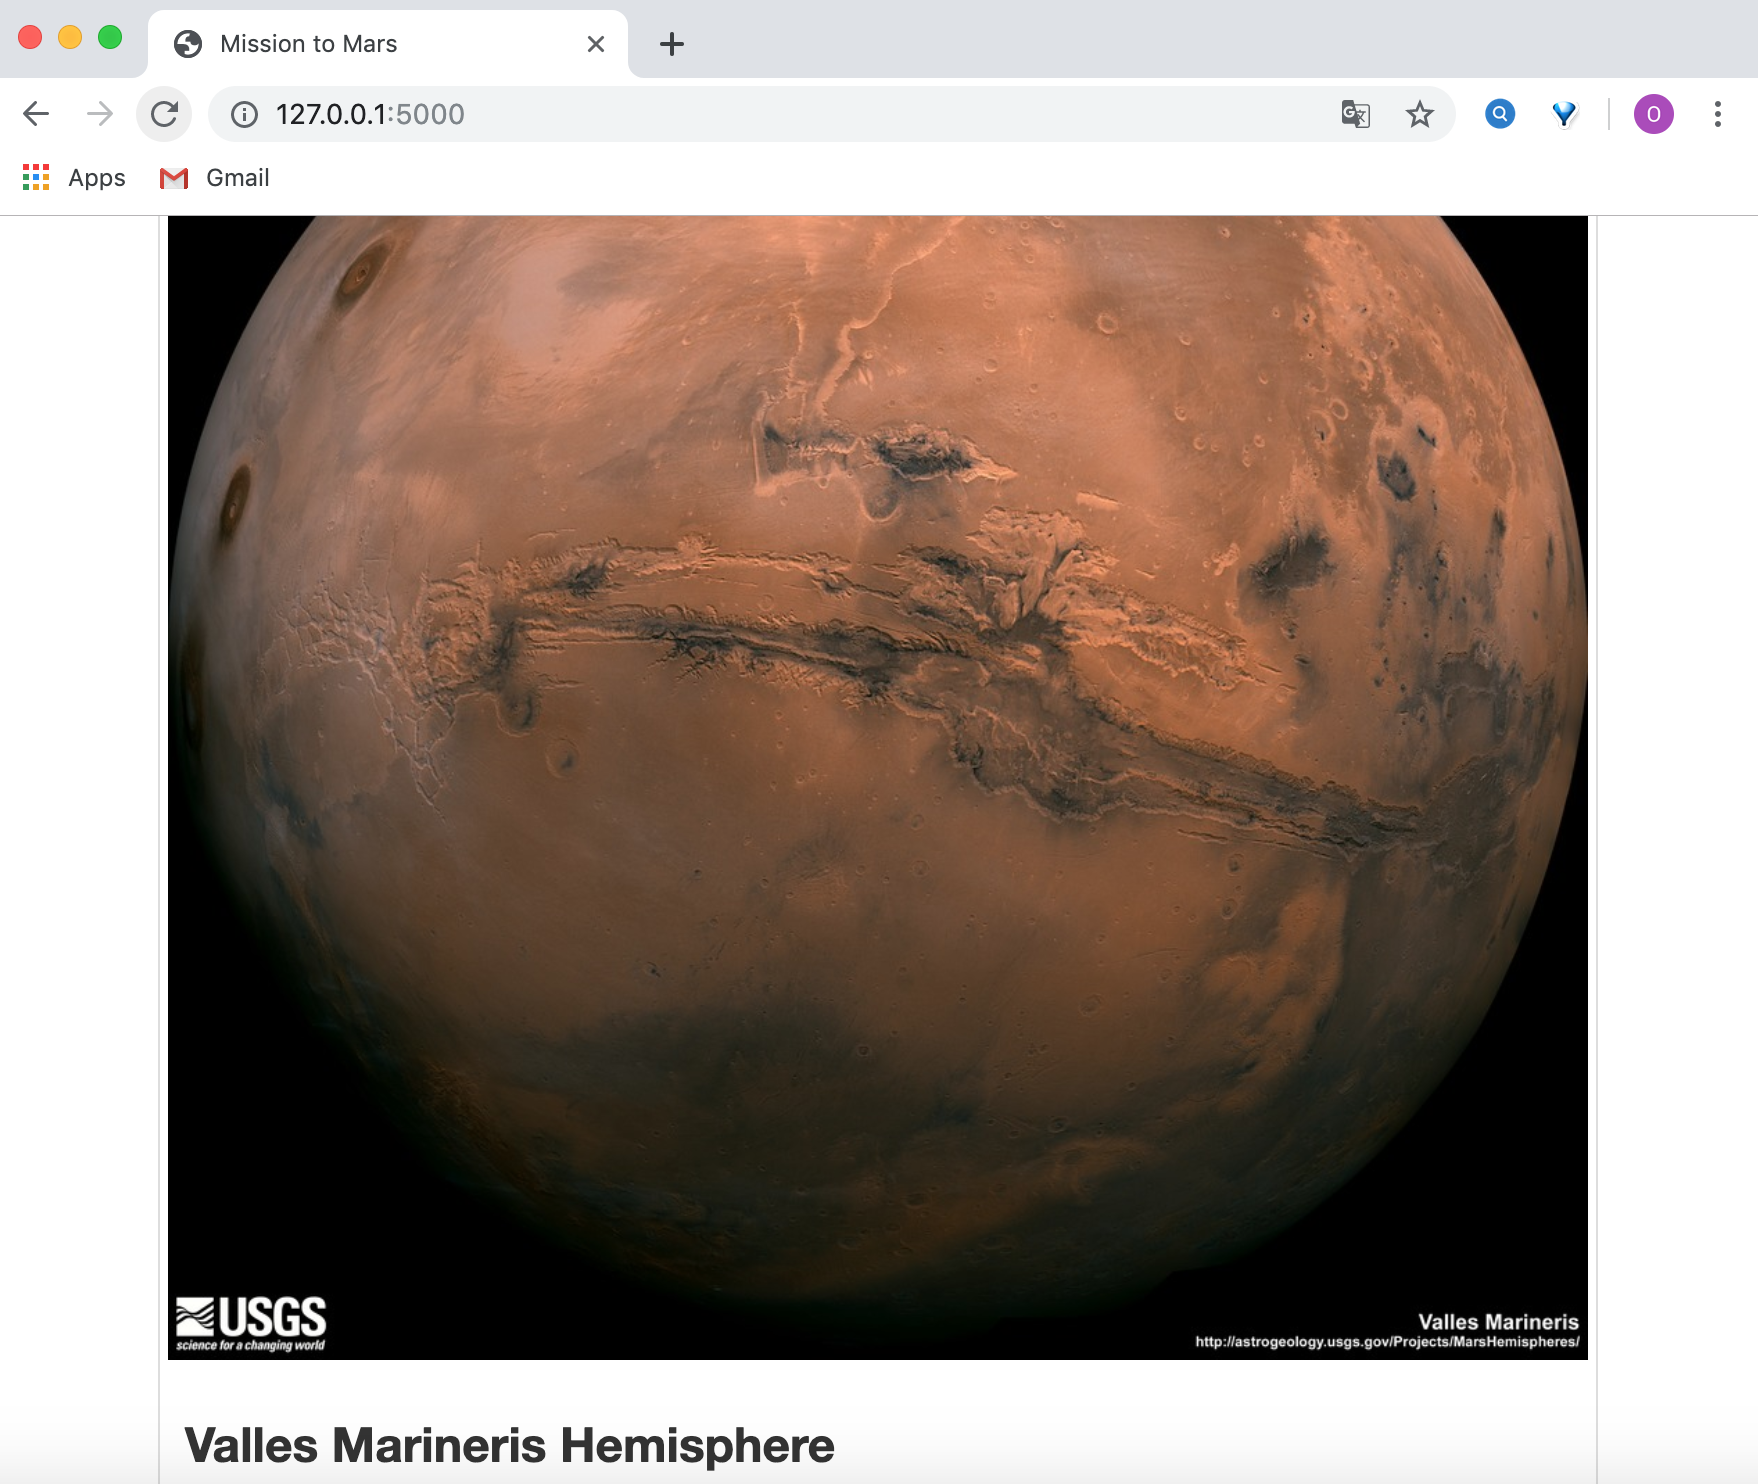 Mission to Mars
127.0.0.1:5000
O
Apps
Gmail
USGS
science for a changing world
Valles Marineris
http://astrogeology.usgs.gov/Projects/MarsHemispheres/
Valles Marineris Hemisphere